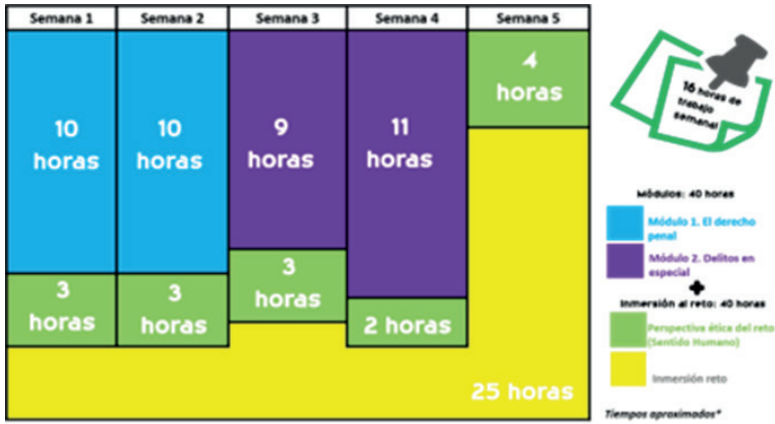 Semana 1
Semana 2
Semana 3
Semana 4
Semana 5
10
horas
10
horas
9
horas
11
horas
4
horas
3
horas
3
horas
3
horas
2 horas
25 horas
16 horas de
trabajo
semanal
Módulos: 40 horas
Módulo 1. El derecho
penal
Módulo 2. Delitos en
especial
+
Inmersión al reto: 40 horas
Perspectiva ética del reto
(Sentido Humano)
Inmersión reto
Tiempos aproximados*